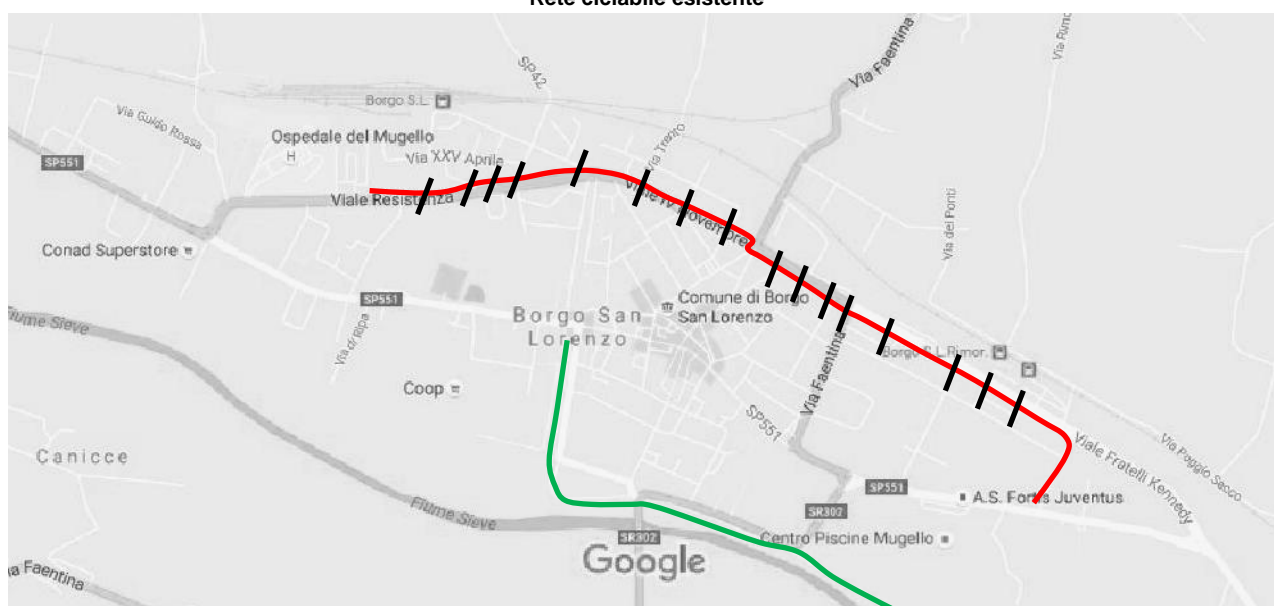 Rete ciclabile esistente
Via Faentina
SP42
Borgo S.L.
Via Guido Rossa
Ospedale del Mugello
H
Via XXV Aprile
Via Trento
SP551
Viale Resistenza
Viale IV Novembre
Via dei Ponti
Conad Superstore
SP551
Comune di Borgo
San Lorenzo
Borgo San
Lorenzo
Fiume Sieve
Via di Ripa
Borgo S.L. Rimor.
Coop
Via Faentina
SP551
Canicce
Viale Fratelli Kennedy
Via Poggio Secco
SP551
A.S. Fortis Juventus
Fiume Sieve
SR302
SR302
Centro Piscine Mugello
Google
Faentina